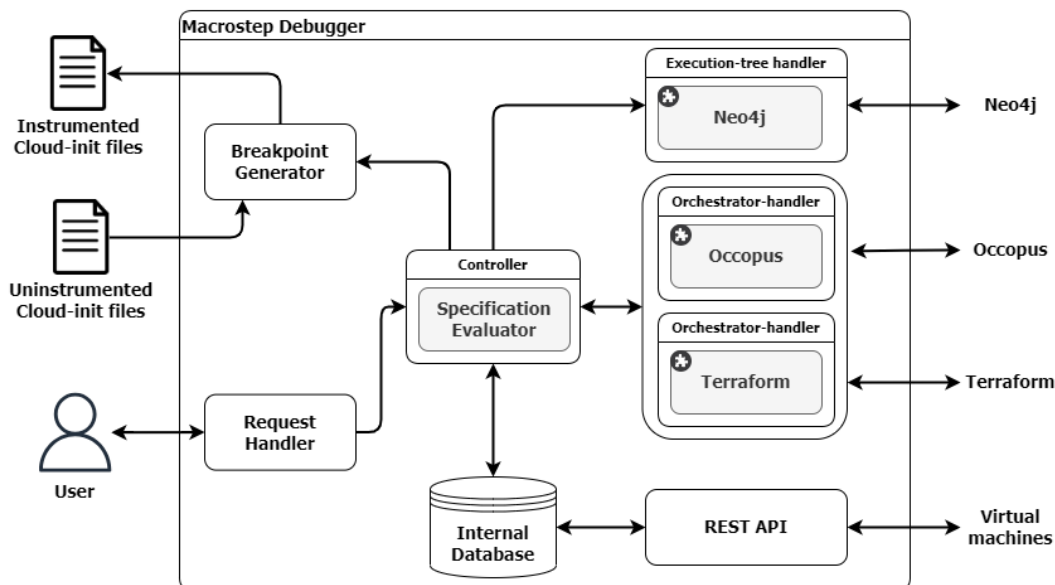 Macrostep Debugger
Instrumented
Cloud-init files
Uninstrumented
Cloud-init files
User
Breakpoint
Generator
Request
Handler
Controller
Specification
Evaluator
Internal
Database
Execution-tree handler
Neo4j
Orchestrator-handler
Occopus
Orchestrator-handler
Terraform
REST API
Neo4j
Occopus
Terraform
Virtual
machines